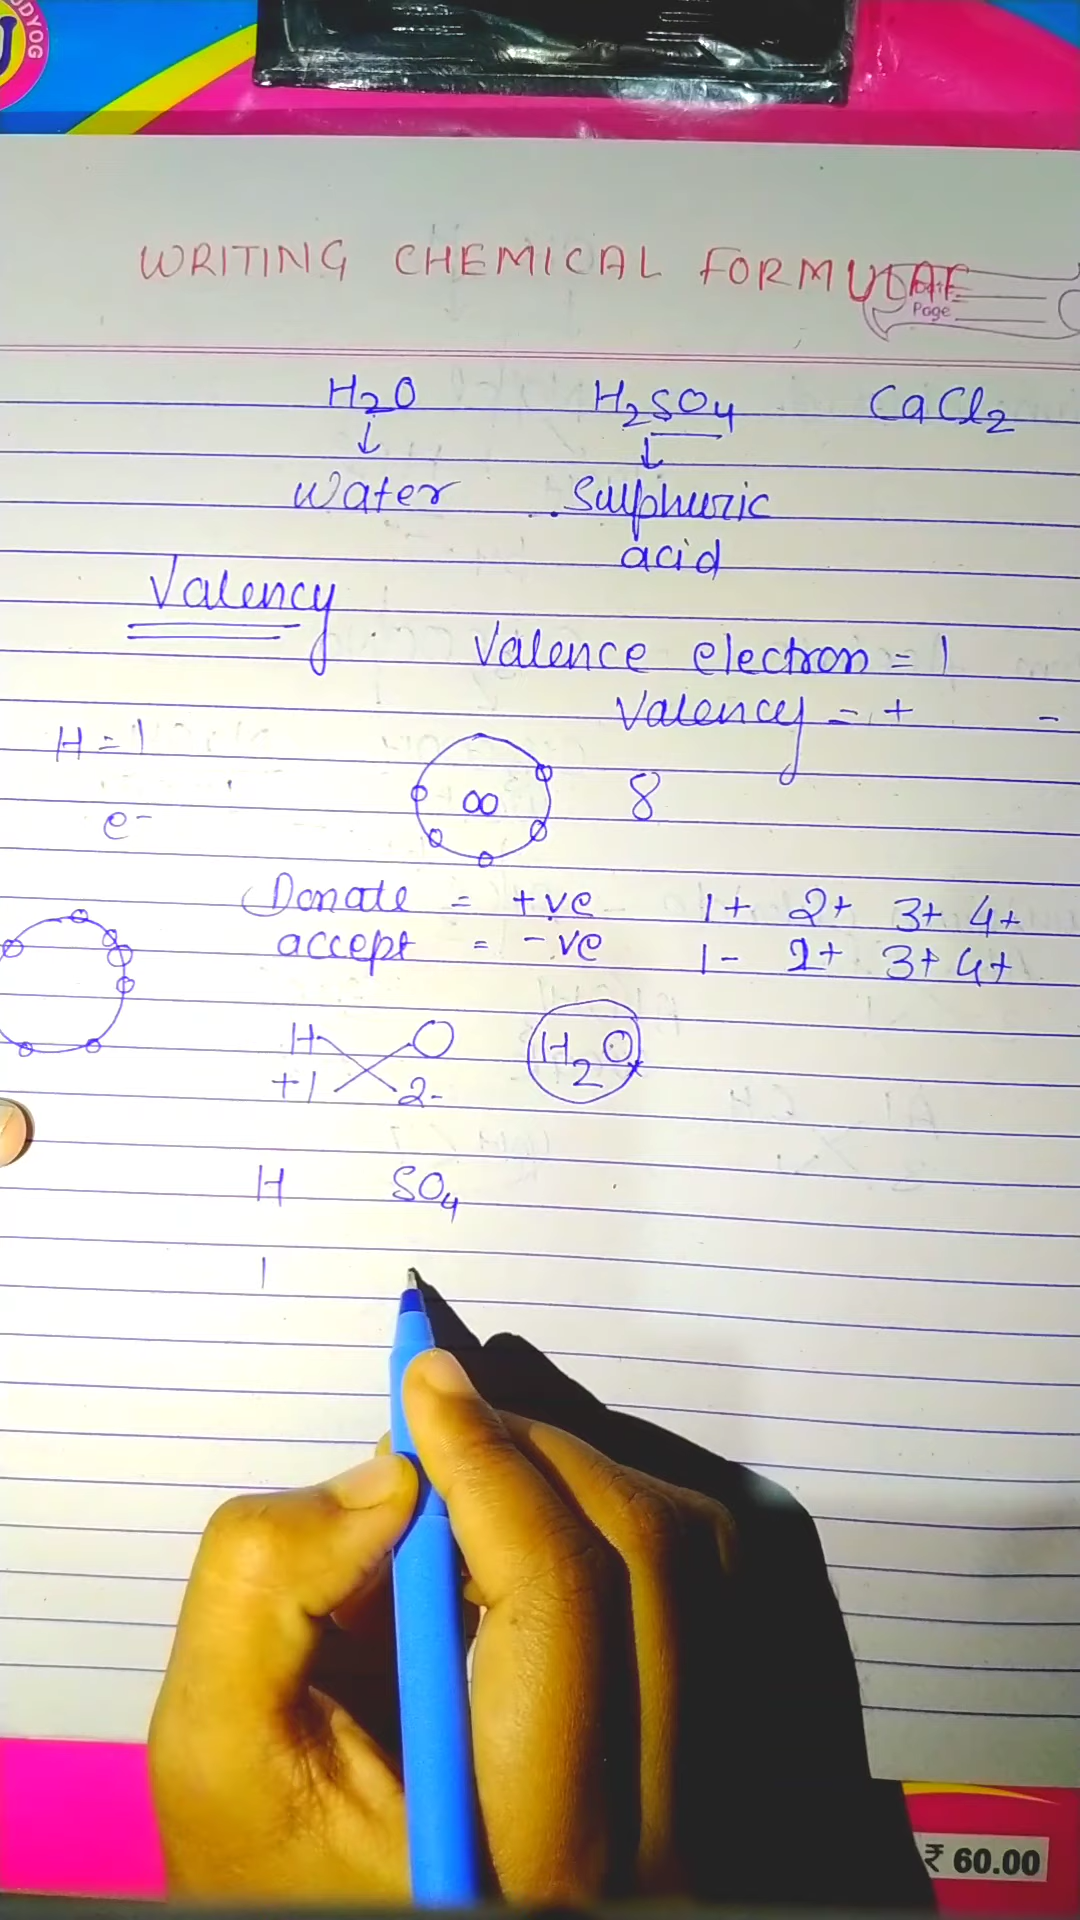 UDYOG
WRITING CHEMICAL FORMULAE
Page
H2O H2SO4 CaCl2
↓ ↓
Water Sulphuric
acid
Valency
Valence electron = 1
Valency = + -
H = 1
8
e-
Donate = +ve 1+ 2+ 3+ 4+
accept = -ve 1- 2+ 3+ 4+
H O H2O
+1 2-
H SO4
1
₹ 60.00